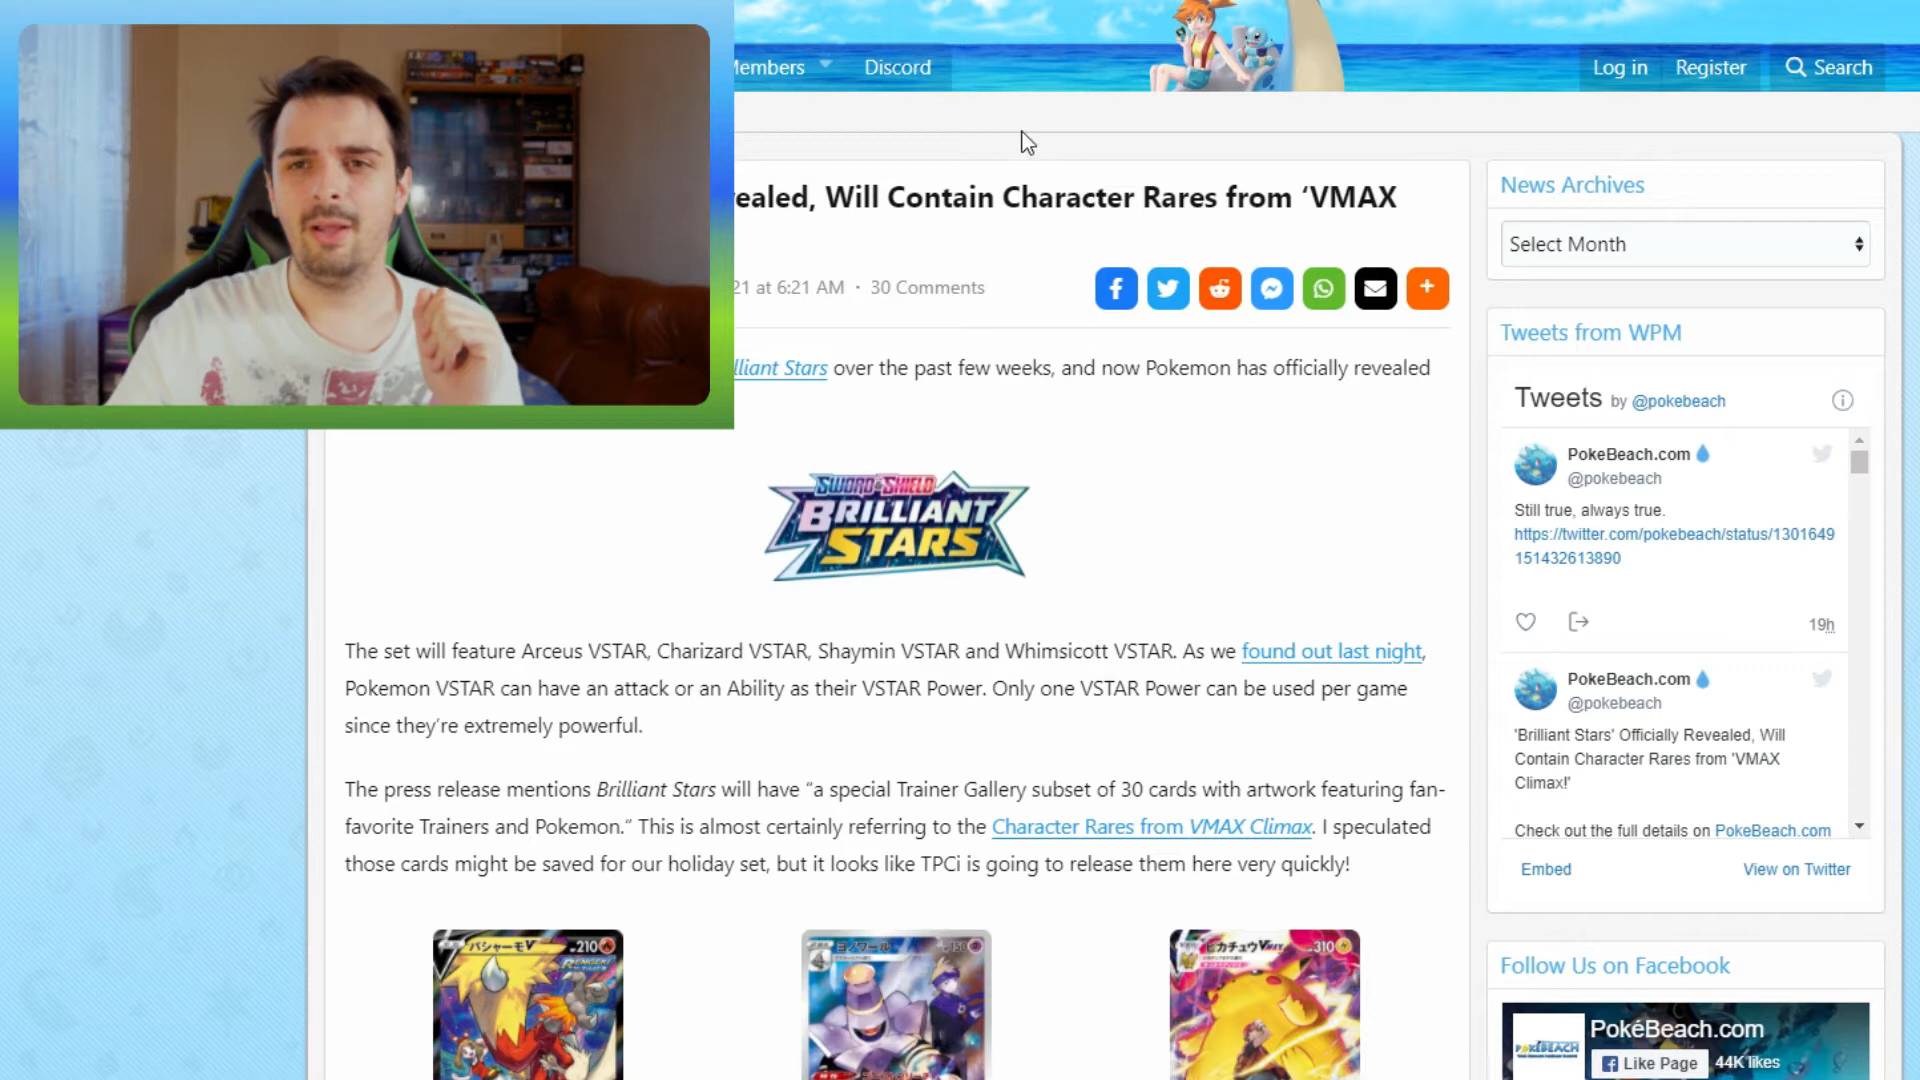 Members
Discord
Log in
Register
Search
ealed, Will Contain Character Rares from ‘VMAX
21 at 6:21 AM · 30 Comments
lliant Stars over the past few weeks, and now Pokemon has officially revealed
SWORD & SHIELD
BRILLIANT
STARS
The set will feature Arceus VSTAR, Charizard VSTAR, Shaymin VSTAR and Whimsicott VSTAR. As we found out last night,
Pokemon VSTAR can have an attack or an Ability as their VSTAR Power. Only one VSTAR Power can be used per game
since they're extremely powerful.
The press release mentions Brilliant Stars will have “a special Trainer Gallery subset of 30 cards with artwork featuring fan-
favorite Trainers and Pokemon.” This is almost certainly referring to the Character Rares from VMAX Climax. I speculated
those cards might be saved for our holiday set, but it looks like TPCi is going to release them here very quickly!
バシャーモV 210
ヨノワール 150
ピカチュウVMAX 310
News Archives
Select Month
Tweets from WPM
Tweets by @pokebeach
PokeBeach.com
@pokebeach
Still true, always true.
https://twitter.com/pokebeach/status/1301649
151432613890
19h
PokeBeach.com
@pokebeach
'Brilliant Stars' Officially Revealed, Will
Contain Character Rares from 'VMAX
Climax!'
Check out the full details on PokeBeach.com
Embed
View on Twitter
Follow Us on Facebook
POKÉBEACH
PokéBeach.com
Like Page
44K likes